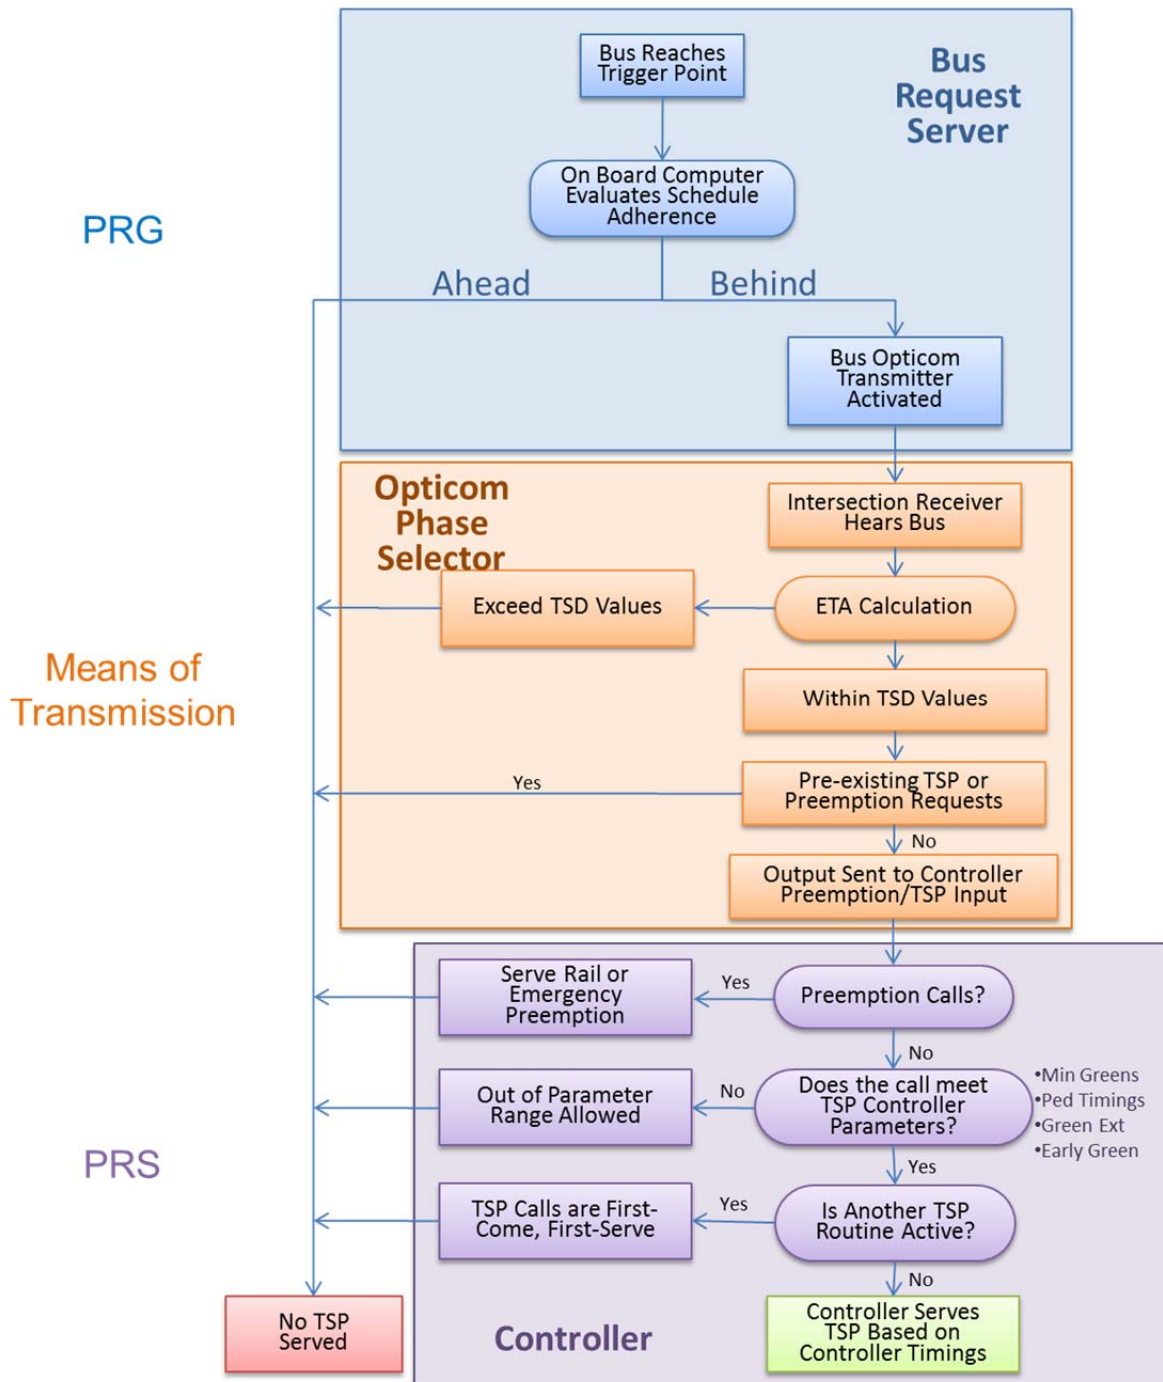 Bus Reaches
Trigger Point
Bus
Request
Server
On Board Computer
Evaluates Schedule
Adherence
PRG
Ahead
Behind
Bus Opticom
Transmitter
Activated
Opticom
Phase
Selector
Intersection Receiver
Hears Bus
Exceed TSD Values
ETA Calculation
Means of
Transmission
Within TSD Values
Yes
Pre-existing TSP or
Preemption Requests
No
Output Sent to Controller
Preemption/TSP Input
Serve Rail or
Emergency
Preemption
Yes
Preemption Calls?
No
Out of Parameter
Range Allowed
No
Does the call meet
TSP Controller
Parameters?
•Min Greens
•Ped Timings
•Green Ext
•Early Green
PRS
Yes
TSP Calls are First-
Come, First-Serve
Yes
Is Another TSP
Routine Active?
No
No TSP
Served
Controller
Controller Serves
TSP Based on
Controller Timings